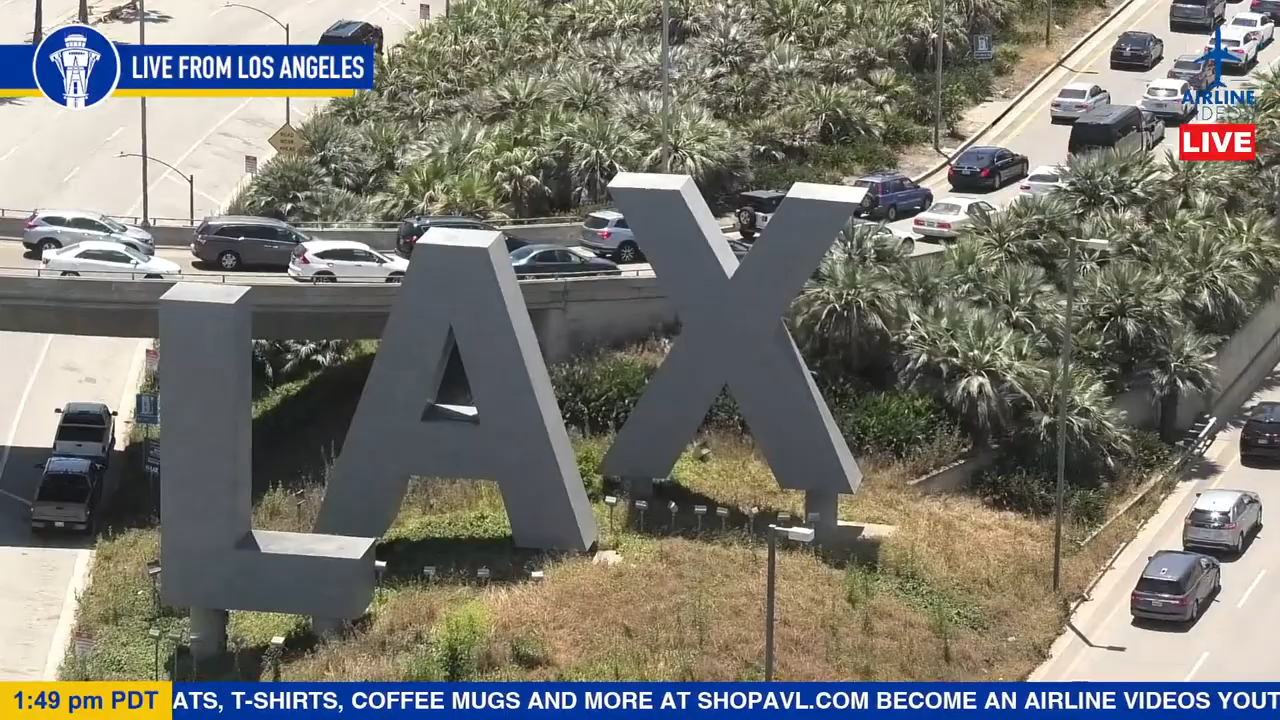 LIVE FROM LOS ANGELES
AIRLINE
LIVE
LAX
1:49 pm PDT
ATS, T-SHIRTS, COFFEE MUGS AND MORE AT SHOPAVL.COM BECOME AN AIRLINE VIDEOS YOUT